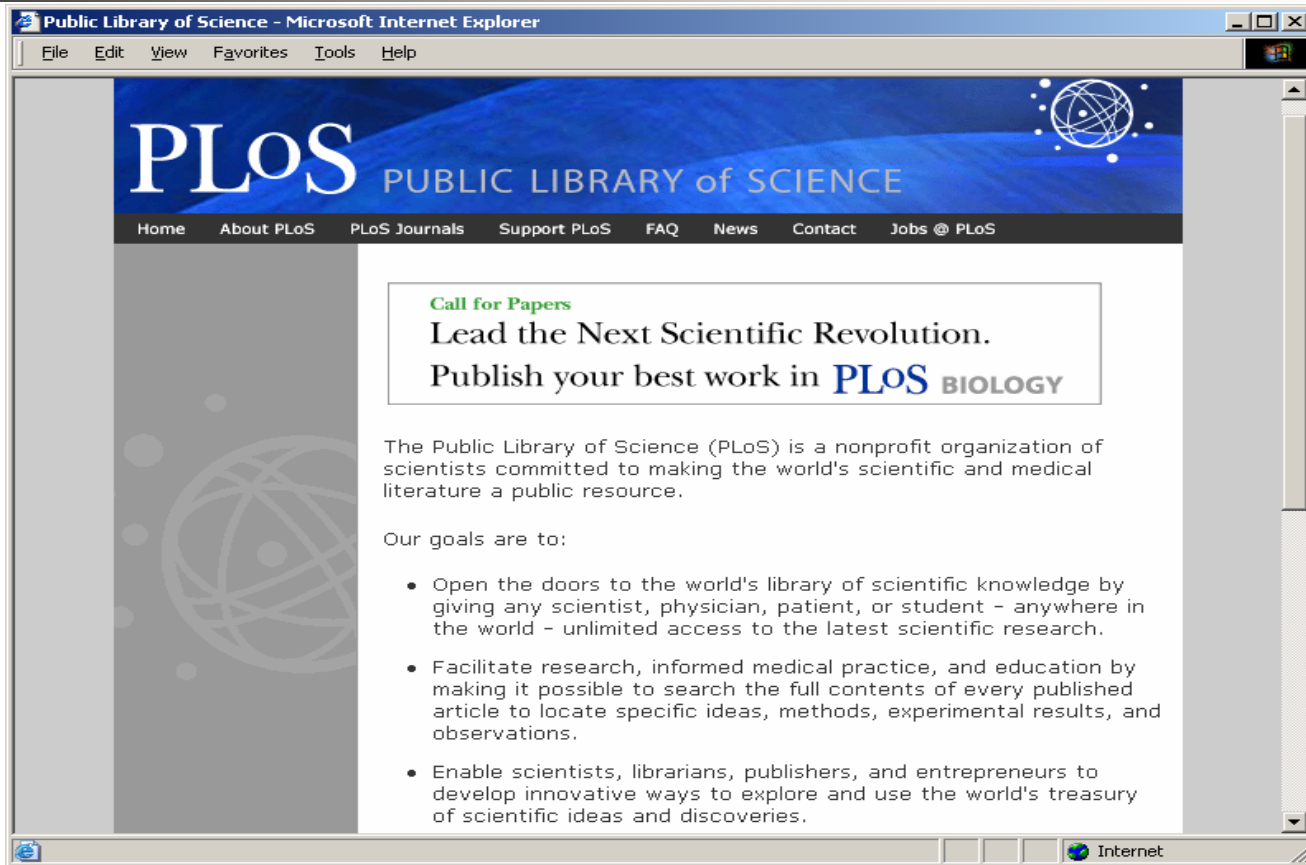 Public Library of Science - Microsoft Internet Explorer
File Edit View Favorites Tools Help
PLoS PUBLIC LIBRARY of SCIENCE
Home About PLoS PLoS Journals Support PLoS FAQ News Contact Jobs @ PLoS
Call for Papers
Lead the Next Scientific Revolution.
Publish your best work in PLoS BIOLOGY
The Public Library of Science (PLoS) is a nonprofit organization of
scientists committed to making the world's scientific and medical
literature a public resource.
Our goals are to:
• Open the doors to the world's library of scientific knowledge by
giving any scientist, physician, patient, or student – anywhere in
the world – unlimited access to the latest scientific research.
• Facilitate research, informed medical practice, and education by
making it possible to search the full contents of every published
article to locate specific ideas, methods, experimental results, and
observations.
• Enable scientists, librarians, publishers, and entrepreneurs to
develop innovative ways to explore and use the world's treasury
of scientific ideas and discoveries.
Internet